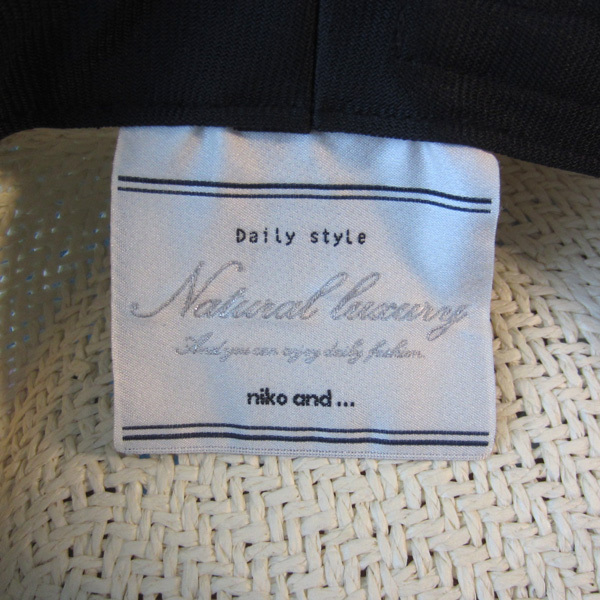 Daily style
Natural luxury
And you can enjoy daily fashion.
niko and ...